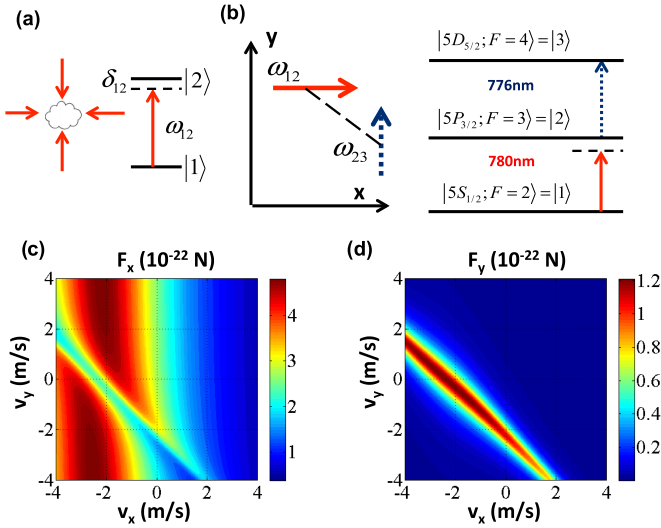 (a)
δ₁₂
|2⟩
ω₁₂
|1⟩
(b)
y
ω₁₂
ω₂₃
x
|5D₅/₂; F = 4⟩ = |3⟩
776nm
|5P₃/₂; F = 3⟩ = |2⟩
780nm
|5S₁/₂; F = 2⟩ = |1⟩
(c)
Fₓ (10⁻²² N)
4
2
0
-2
-4
-4 -2 0 2 4
vᵧ (m/s)
vₓ (m/s)
4
3
2
1
(d)
Fᵧ (10⁻²² N)
4
2
0
-2
-4
-4 -2 0 2 4
vᵧ (m/s)
vₓ (m/s)
1.2
1
0.8
0.6
0.4
0.2